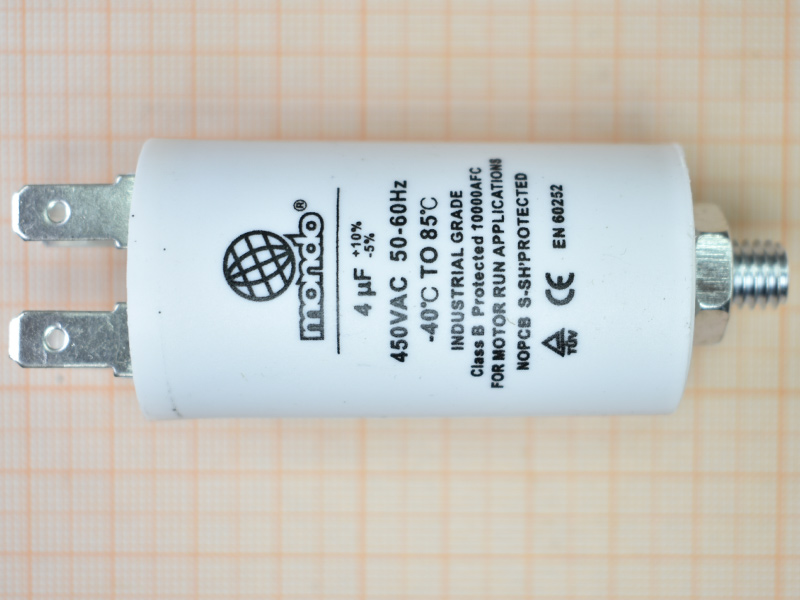 mondo®
4 µF +10% -5%
450VAC 50-60Hz
-40°C TO 85°C
INDUSTRIAL GRADE
Class B Protected 10000AFC
FOR MOTOR RUN APPLICATIONS
NOPCB S-SH'PROTECTED
TÜV CE EN 60252